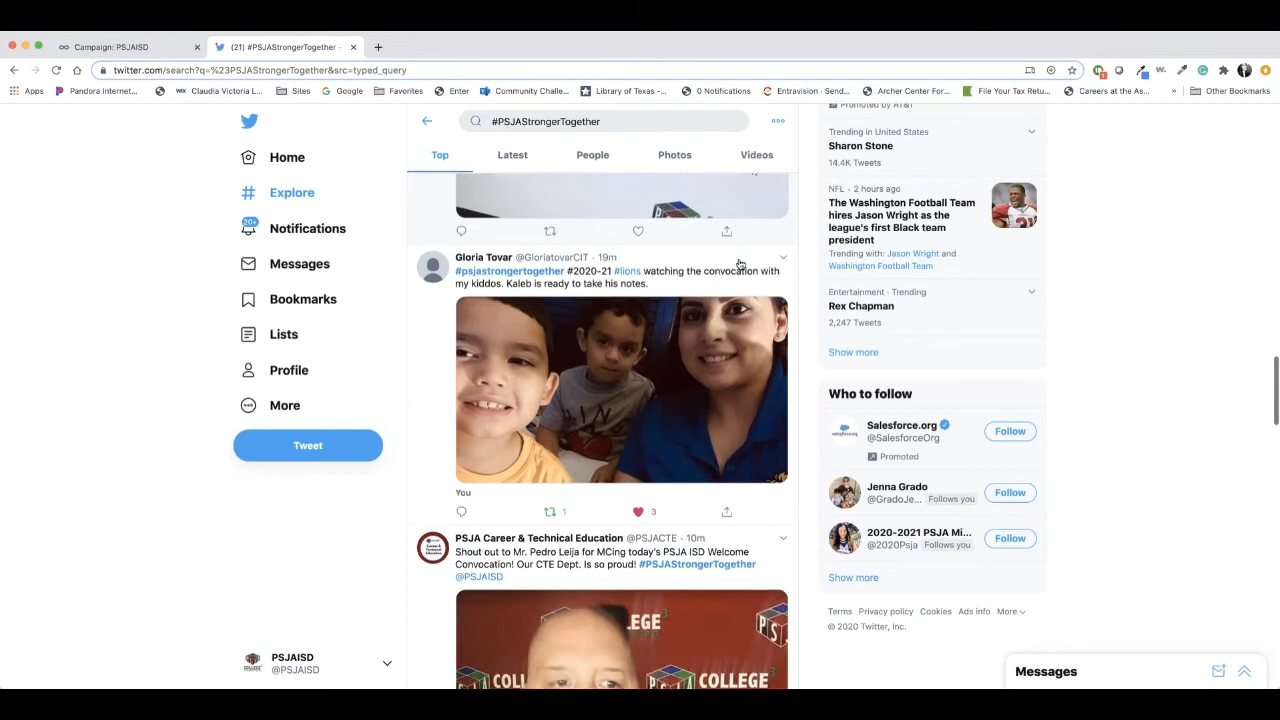 Campaign: PSJAISD
(21) #PSJAStrongerTogether -
twitter.com/search?q=%23PSJAStrongerTogether&src=typed_query
Apps
Pandora Internet...
Claudia Victoria L...
Sites
Google
Favorites
Enter
Community Challe...
Library of Texas -...
0 Notifications
Entravision - Send...
Archer Center For...
File Your Tax Retu...
Careers at the As...
»
Other Bookmarks
#PSJAStrongerTogether
Top
Latest
People
Photos
Videos
Home
Explore
20+
Notifications
Messages
Bookmarks
Lists
Profile
More
Tweet
PSJAISD
@PSJAISD
Gloria Tovar @GloriatovarCIT · 19m
#psjastrongertogether #2020-21 #lions watching the convocation with
my kiddos. Kaleb is ready to take his notes.
You
1
3
PSJA Career & Technical Education @PSJACTE · 10m
Shout out to Mr. Pedro Leija for MCing today's PSJA ISD Welcome
Convocation! Our CTE Dept. Is so proud! #PSJAStrongerTogether
@PSJAISD
COLLEGE
Promoted by AT&T
Trending in United States
Sharon Stone
14.4K Tweets
NFL · 2 hours ago
The Washington Football Team
hires Jason Wright as the
league's first Black team
president
Trending with: Jason Wright and
Washington Football Team
Entertainment · Trending
Rex Chapman
2,247 Tweets
Show more
Who to follow
Salesforce.org
@SalesforceOrg
Follow
Promoted
Jenna Grado
@GradoJe... Follows you
Follow
2020-2021 PSJA Mi...
@2020Psja Follows you
Follow
Show more
Terms Privacy policy Cookies Ads info More
© 2020 Twitter, Inc.
Messages